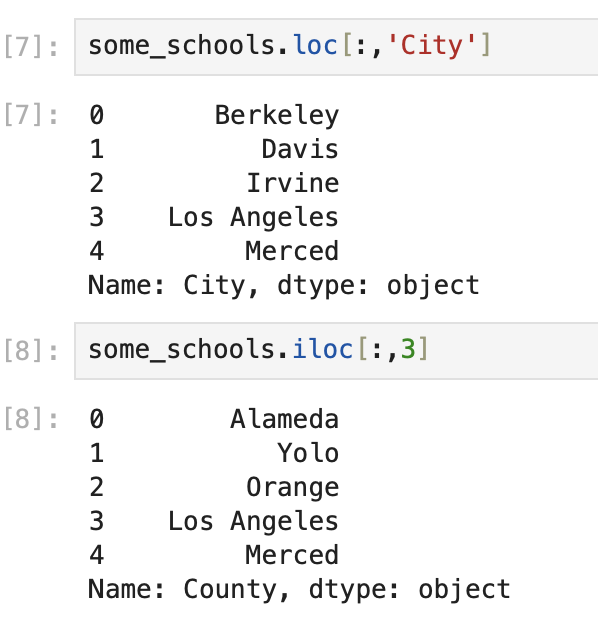 [7]: some_schools.loc[:,'City']
[7]: 0 Berkeley
1 Davis
2 Irvine
3 Los Angeles
4 Merced
Name: City, dtype: object
[8]: some_schools.iloc[:,3]
[8]: 0 Alameda
1 Yolo
2 Orange
3 Los Angeles
4 Merced
Name: County, dtype: object